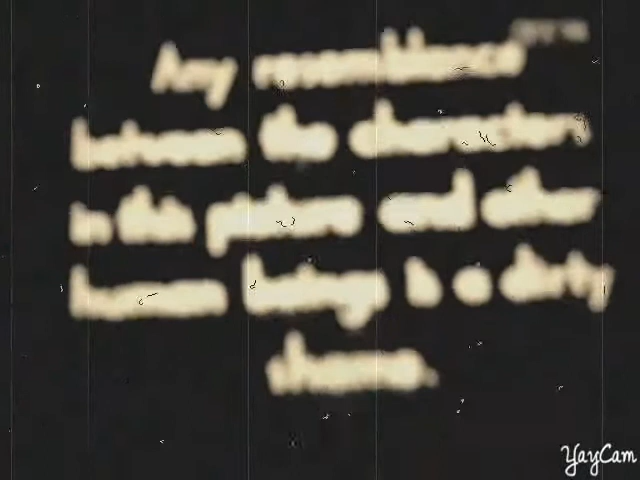 Any resemblance
between the characters
in this picture and other
human beings is a dirty
shame.
YayCam